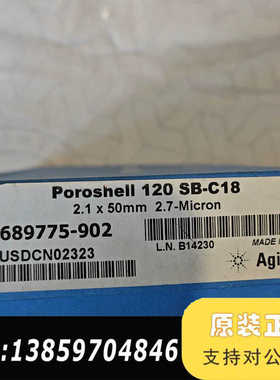 Poroshell 120 SB-C18
2.1 x 50mm 2.7-Micron
689775-902
USDCN02323
L.N. B14230
MADE IN
Agi
原装正
支持对公
:13859704846